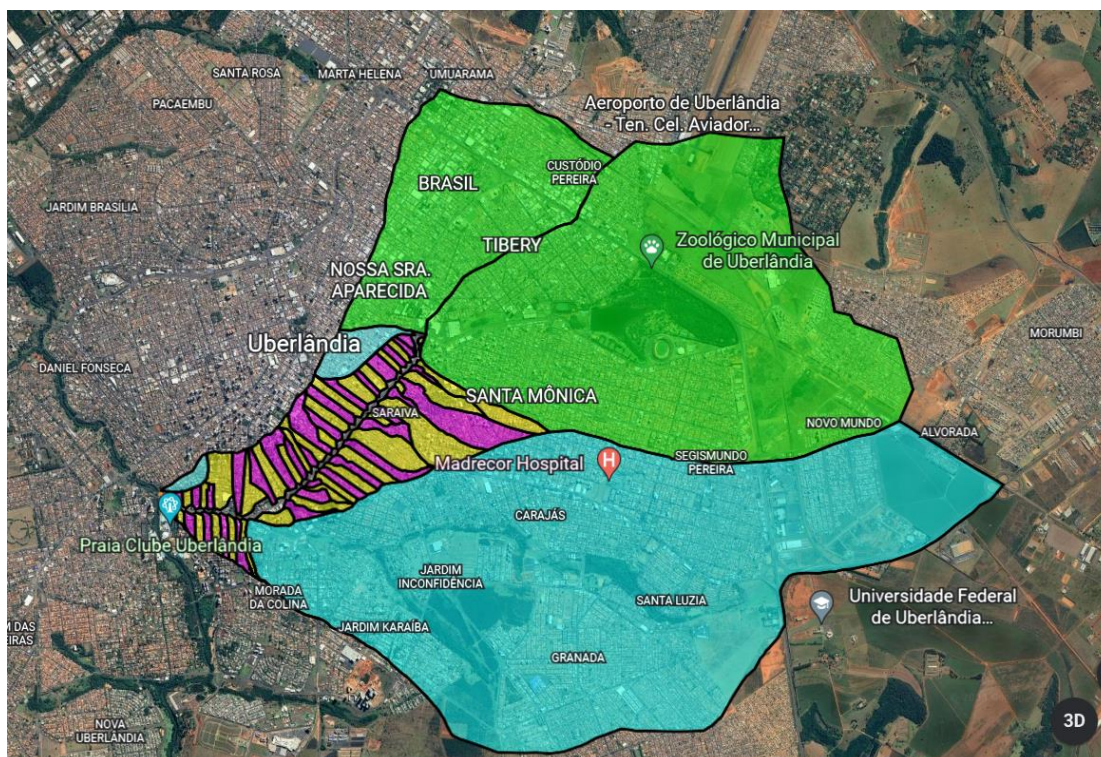 SANTA ROSA
MARTA HELENA
UMUARAMA
PACAEMBU
Aeroporto de Uberlândia
- Ten. Cel. Aviador...
CUSTÓDIO
PEREIRA
BRASIL
JARDIM BRASÍLIA
TIBERY
Zoológico Municipal
de Uberlândia
NOSSA SRA.
APARECIDA
MORUMBI
Uberlândia
DANIEL FONSECA
SANTA MÔNICA
SARAIVA
NOVO MUNDO
ALVORADA
SEGISMUNDO
PEREIRA
Madrecor Hospital
H
CARAJÁS
Praia Clube Uberlândia
JARDIM
INCONFIDÊNCIA
MORADA
DA COLINA
SANTA LUZIA
Universidade Federal
de Uberlândia...
JARDIM KARAÍBA
M DAS
EIRAS
GRANADA
NOVA
UBERLÂNDIA
3D